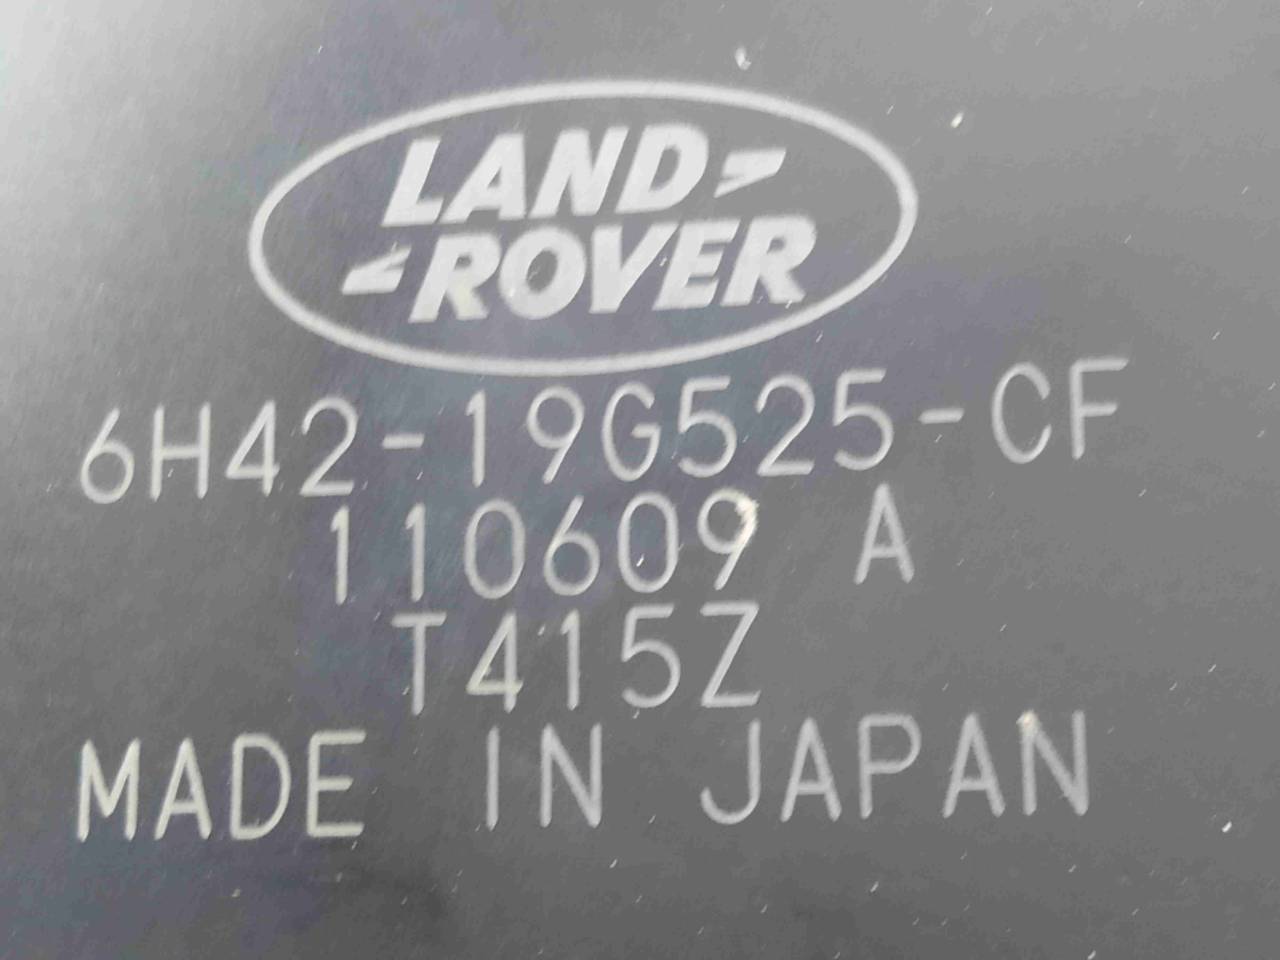 LAND
ROVER
6H42-19G525-CF
110609 A
T415Z
MADE IN JAPAN